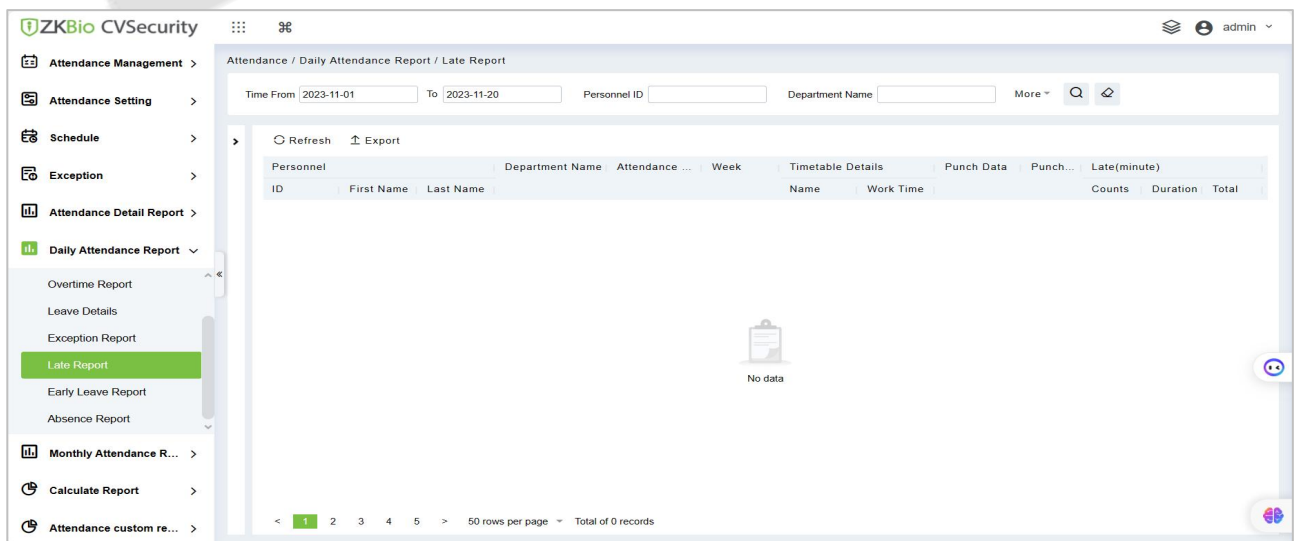 ZKBio CVSecurity
admin
Attendance Management
Attendance Setting
Schedule
Exception
Attendance Detail Report
Daily Attendance Report
Overtime Report
Leave Details
Exception Report
Late Report
Early Leave Report
Absence Report
Monthly Attendance R...
Calculate Report
Attendance custom re...
Attendance / Daily Attendance Report / Late Report
Time From 2023-11-01 To 2023-11-20 Personnel ID Department Name More
Refresh Export
Personnel Department Name Attendance ... Week Timetable Details Punch Data Punch... Late(minute)
ID First Name Last Name Name Work Time Counts Duration Total
No data
< 1 2 3 4 5 > 50 rows per page Total of 0 records